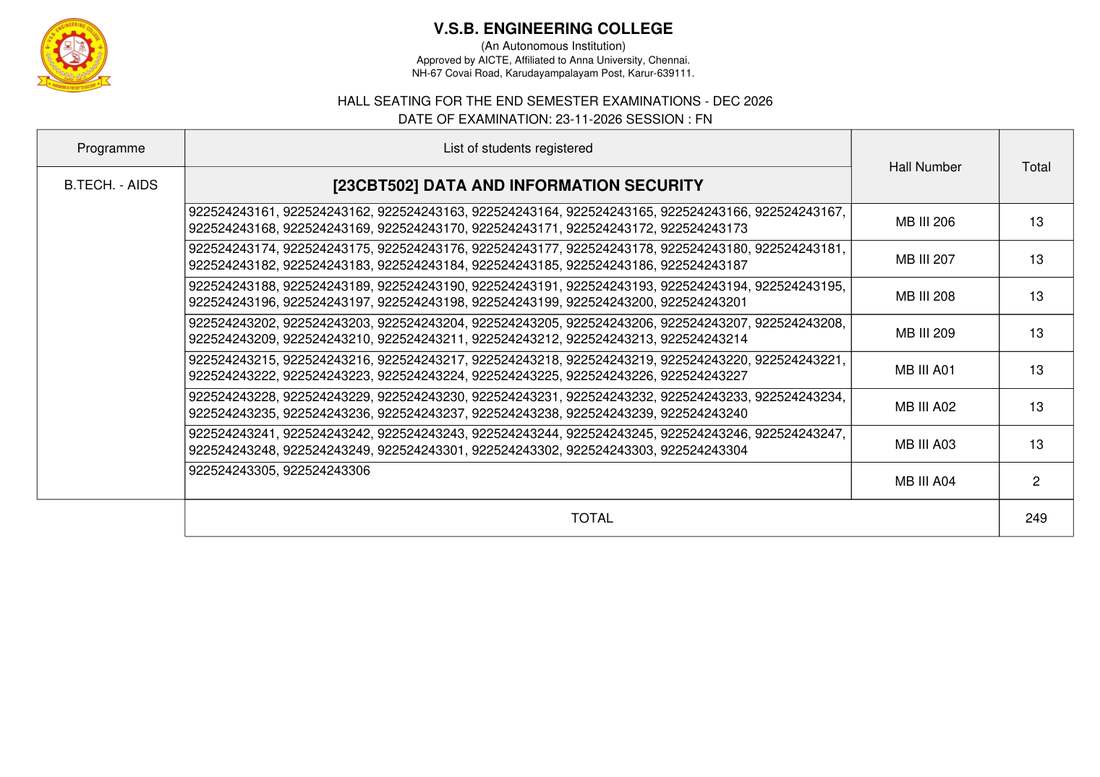 V.S.B. ENGINEERING COLLEGE
(An Autonomous Institution)
Approved by AICTE, Affiliated to Anna University, Chennai.
NH-67 Covai Road, Karudayampalayam Post, Karur-639111.
HALL SEATING FOR THE END SEMESTER EXAMINATIONS - DEC 2026
DATE OF EXAMINATION: 23-11-2026 SESSION : FN
Programme List of students registered Hall Number Total
B.TECH. - AIDS [23CBT502] DATA AND INFORMATION SECURITY
922524243161, 922524243162, 922524243163, 922524243164, 922524243165, 922524243166, 922524243167,
922524243168, 922524243169, 922524243170, 922524243171, 922524243172, 922524243173
MB III 206 13
922524243174, 922524243175, 922524243176, 922524243177, 922524243178, 922524243180, 922524243181,
922524243182, 922524243183, 922524243184, 922524243185, 922524243186, 922524243187
MB III 207 13
922524243188, 922524243189, 922524243190, 922524243191, 922524243193, 922524243194, 922524243195,
922524243196, 922524243197, 922524243198, 922524243199, 922524243200, 922524243201
MB III 208 13
922524243202, 922524243203, 922524243204, 922524243205, 922524243206, 922524243207, 922524243208,
922524243209, 922524243210, 922524243211, 922524243212, 922524243213, 922524243214
MB III 209 13
922524243215, 922524243216, 922524243217, 922524243218, 922524243219, 922524243220, 922524243221,
922524243222, 922524243223, 922524243224, 922524243225, 922524243226, 922524243227
MB III A01 13
922524243228, 922524243229, 922524243230, 922524243231, 922524243232, 922524243233, 922524243234,
922524243235, 922524243236, 922524243237, 922524243238, 922524243239, 922524243240
MB III A02 13
922524243241, 922524243242, 922524243243, 922524243244, 922524243245, 922524243246, 922524243247,
922524243248, 922524243249, 922524243301, 922524243302, 922524243303, 922524243304
MB III A03 13
922524243305, 922524243306
MB III A04 2
TOTAL 249